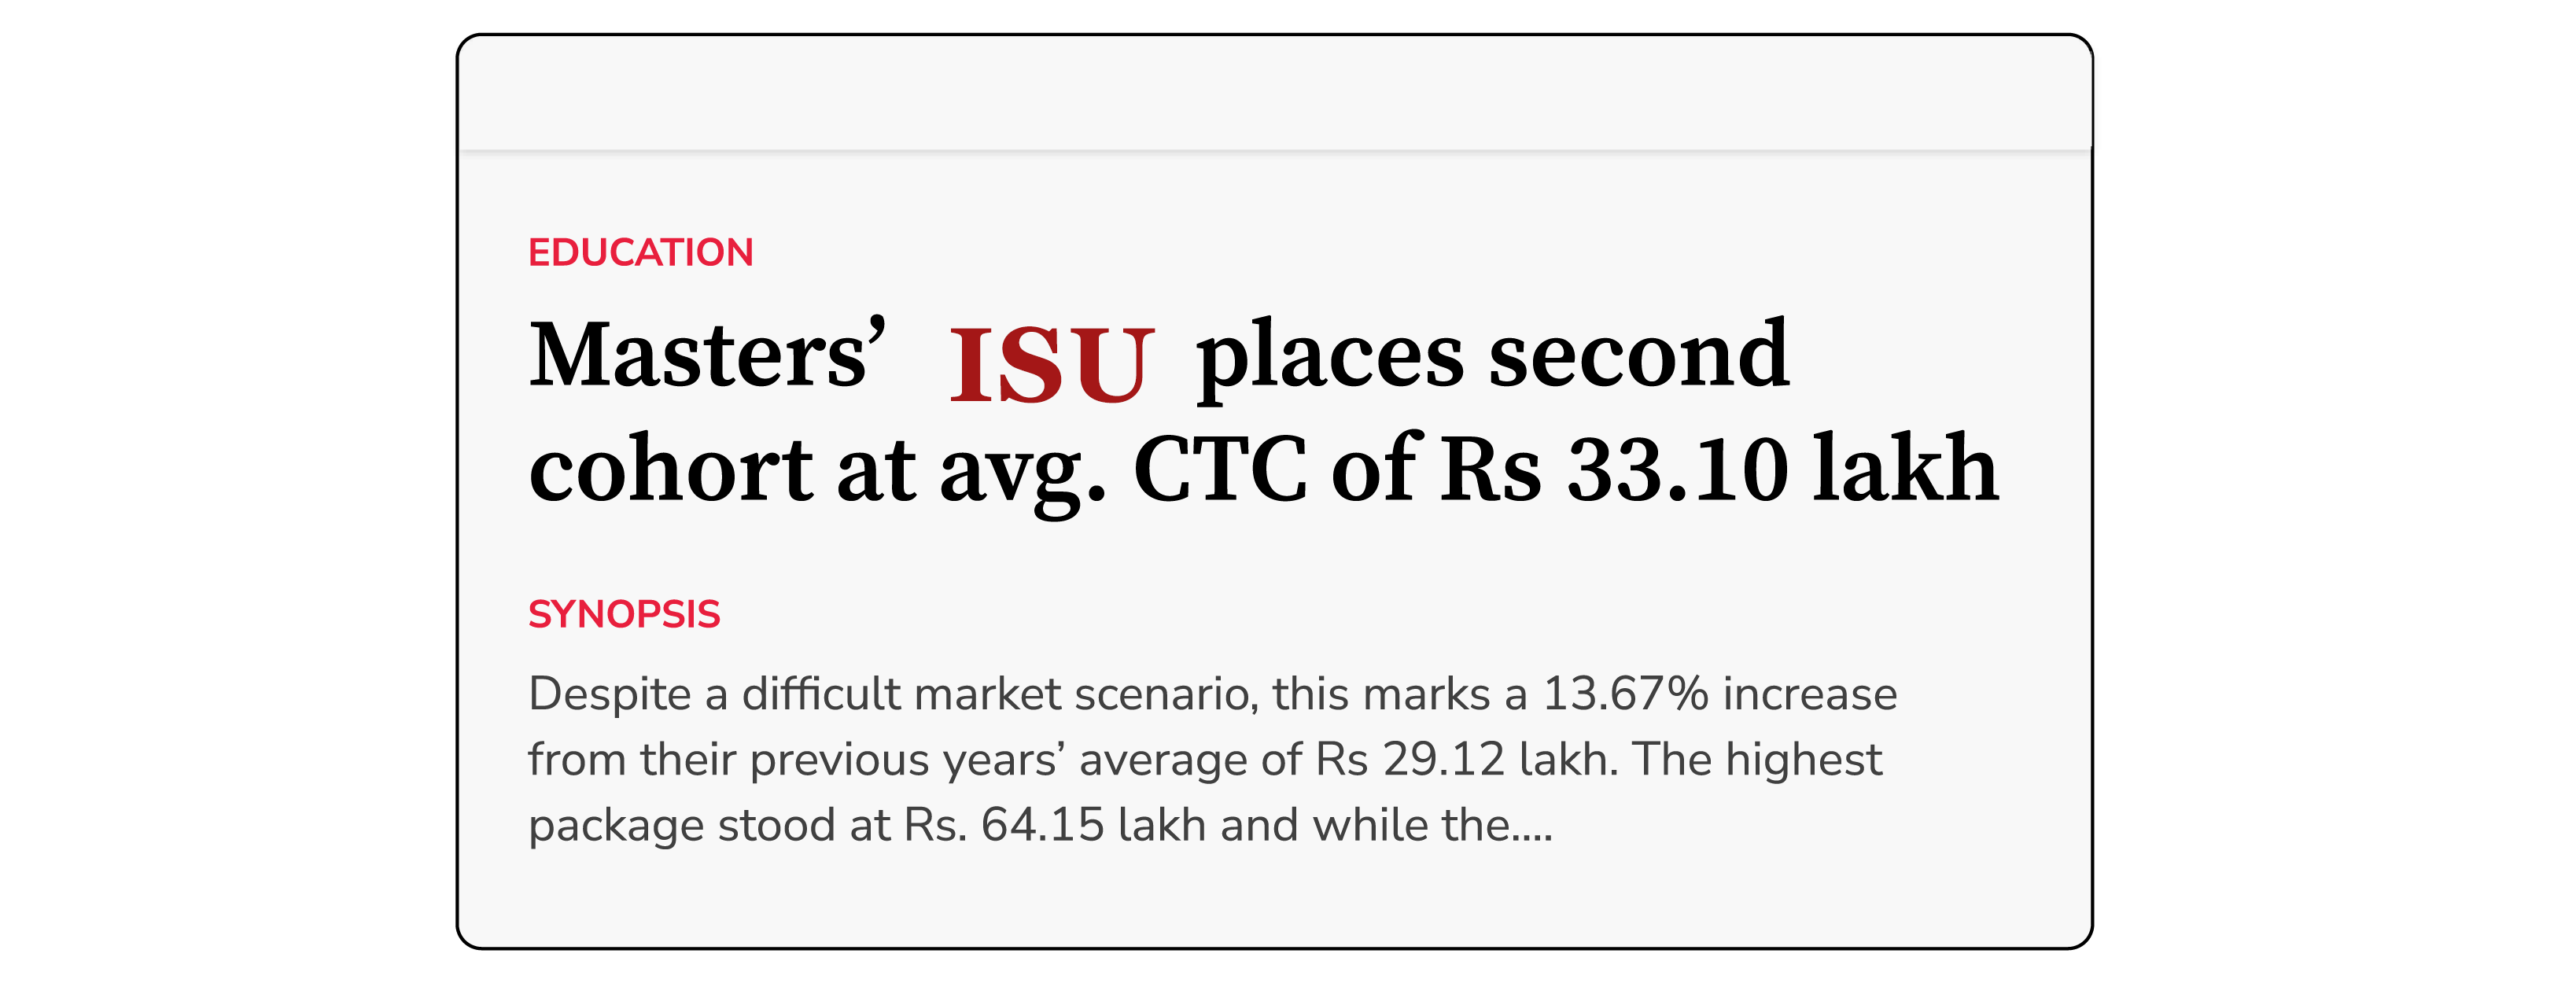 EDUCATION
Masters’ ISU places second
cohort at avg. CTC of Rs 33.10 lakh
SYNOPSIS
Despite a difficult market scenario, this marks a 13.67% increase
from their previous years’ average of Rs 29.12 lakh. The highest
package stood at Rs. 64.15 lakh and while the....